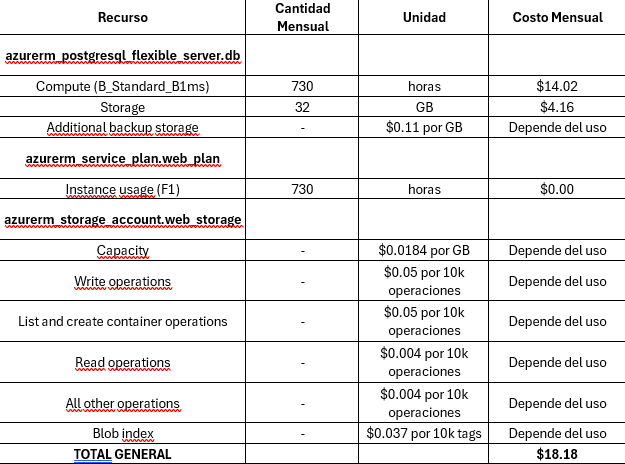 Recurso Cantidad Mensual Unidad Costo Mensual
azurerm_postgresql_flexible_server.db
Compute (B_Standard_B1ms) 730 horas $14.02
Storage 32 GB $4.16
Additional backup storage - $0.11 por GB Depende del uso
azurerm_service_plan.web_plan
Instance usage (F1) 730 horas $0.00
azurerm_storage_account.web_storage
Capacity - $0.0184 por GB Depende del uso
Write operations - $0.05 por 10k operaciones Depende del uso
List and create container operations - $0.05 por 10k operaciones Depende del uso
Read operations - $0.004 por 10k operaciones Depende del uso
All other operations - $0.004 por 10k operaciones Depende del uso
Blob index - $0.037 por 10k tags Depende del uso
TOTAL GENERAL $18.18